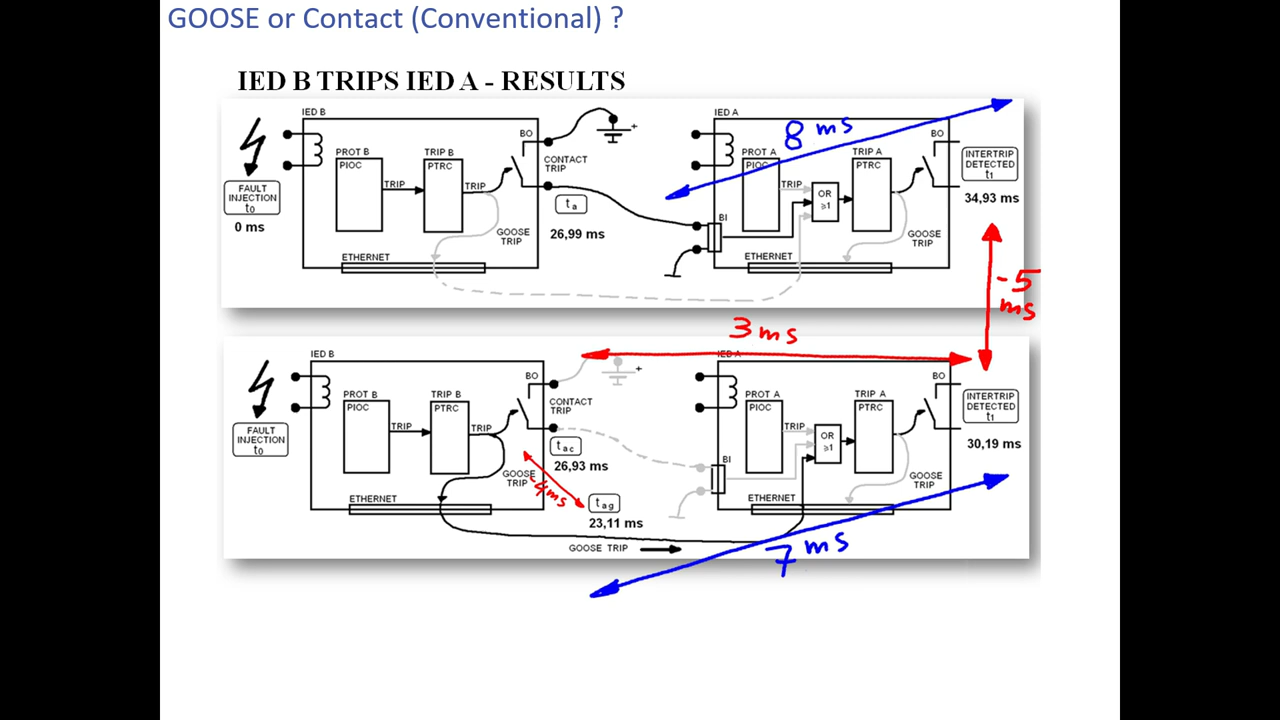 GOOSE or Contact (Conventional) ?
IED B TRIPS IED A - RESULTS
IED B
FAULT
INJECTION
t0
0 ms
PROT B
PIOC
TRIP
TRIP B
PTRC
TRIP
GOOSE
TRIP
ETHERNET
BO
+
CONTACT
TRIP
ta
26,99 ms
IED A
8 ms
PROT A
PIOC
TRIP
OR
≥1
TRIP A
PTRC
BI
GOOSE
TRIP
ETHERNET
BO
INTERTRIP
DETECTED
t1
34,93 ms
-5
ms
3 ms
IED B
FAULT
INJECTION
t0
PROT B
PIOC
TRIP
TRIP B
PTRC
TRIP
GOOSE
TRIP
ETHERNET
BO
+
CONTACT
TRIP
tac
26,93 ms
-4ms
tag
23,11 ms
GOOSE TRIP
IED A
PROT A
PIOC
TRIP
OR
≥1
TRIP A
PTRC
BI
GOOSE
TRIP
ETHERNET
BO
INTERTRIP
DETECTED
t1
30,19 ms
7 ms